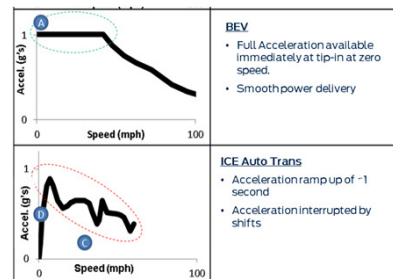 A
1
Accel. (g's)
0
0
100
Speed (mph)
BEV
• Full Acceleration available
immediately at tip-in at zero
speed.
• Smooth power delivery
1
Accel. (g's)
0
D
C
0
100
Speed (mph)
ICE Auto Trans
• Acceleration ramp up of ~1
second
• Acceleration interrupted by
shifts